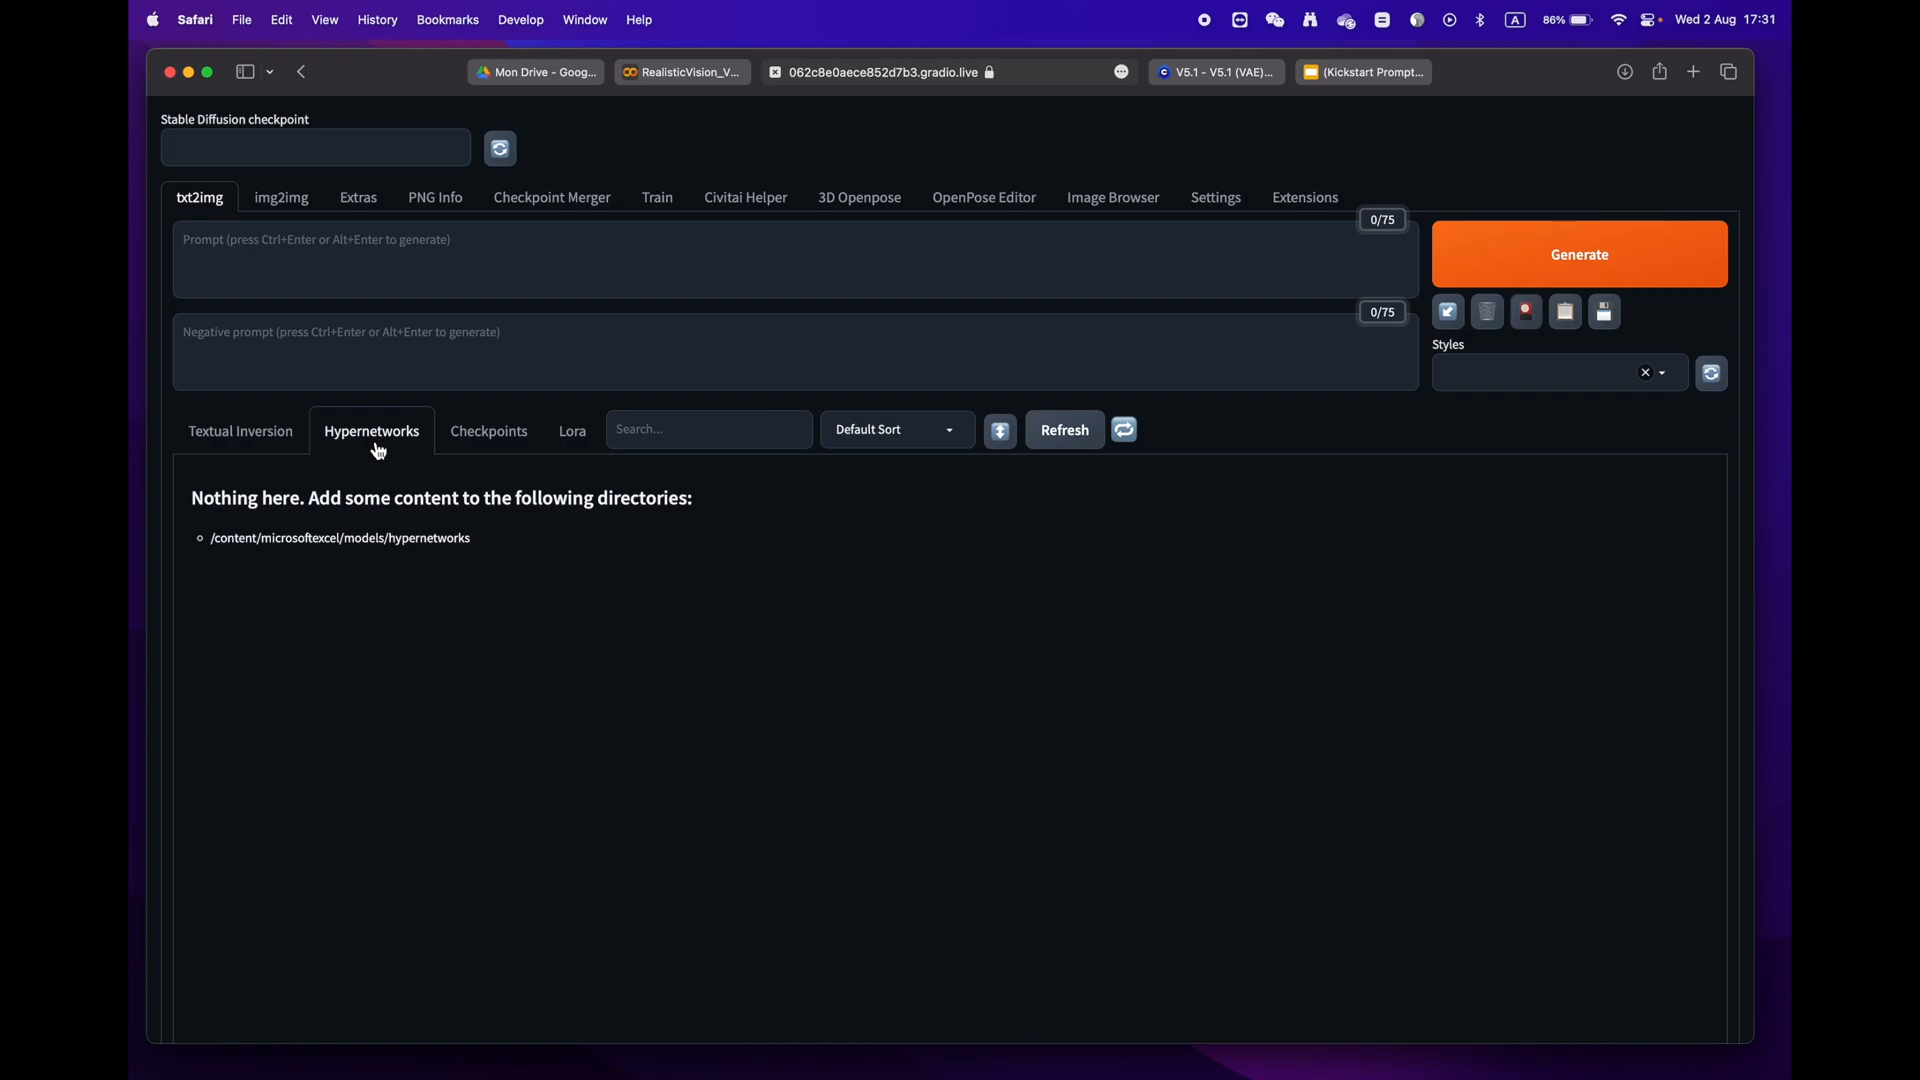 Safari File Edit View History Bookmarks Develop Window Help A 86% Wed 2 Aug 17:31
Mon Drive - Goog... RealisticVision_V... 062c8e0aece852d7b3.gradio.live V5.1 - V5.1 (VAE)... (Kickstart Prompt...
Stable Diffusion checkpoint
txt2img img2img Extras PNG Info Checkpoint Merger Train Civitai Helper 3D Openpose OpenPose Editor Image Browser Settings Extensions
0/75
Prompt (press Ctrl+Enter or Alt+Enter to generate)
Generate
0/75
Negative prompt (press Ctrl+Enter or Alt+Enter to generate)
Styles
Textual Inversion Hypernetworks Checkpoints Lora Search... Default Sort Refresh
Nothing here. Add some content to the following directories:
/content/microsoftexcel/models/hypernetworks